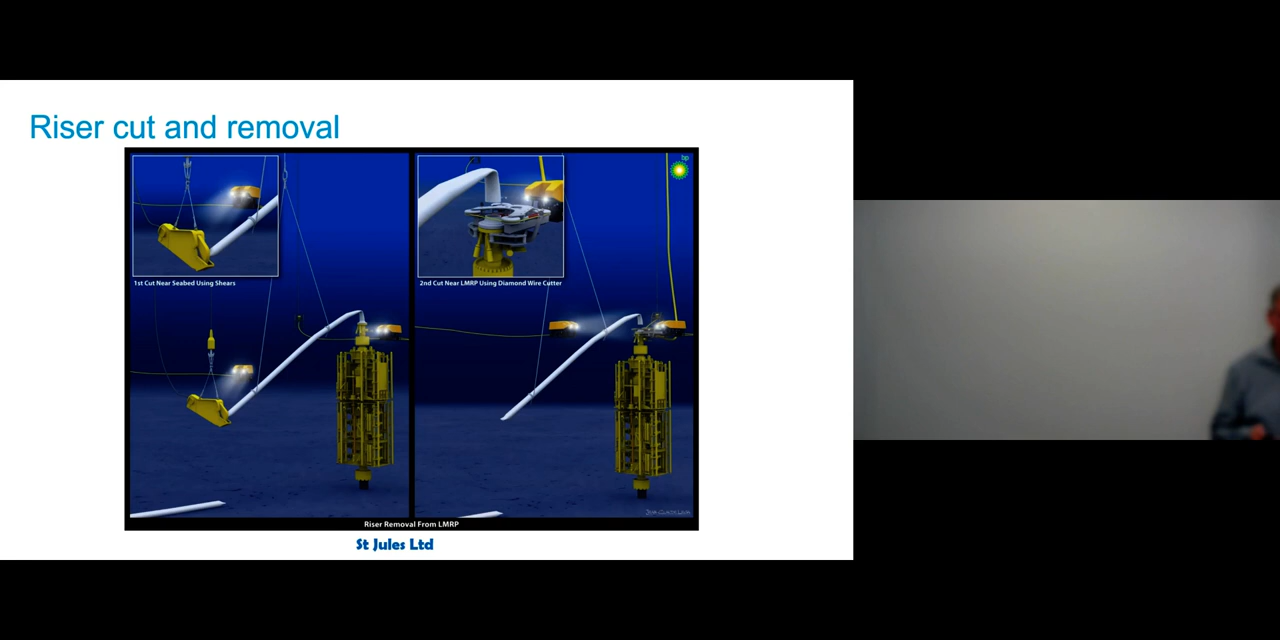 Riser cut and removal
bp
1st Cut Near Seabed Using Shears
2nd Cut Near LMRP Using Diamond Wire Cutter
Riser Removal From LMRP
St Jules Ltd